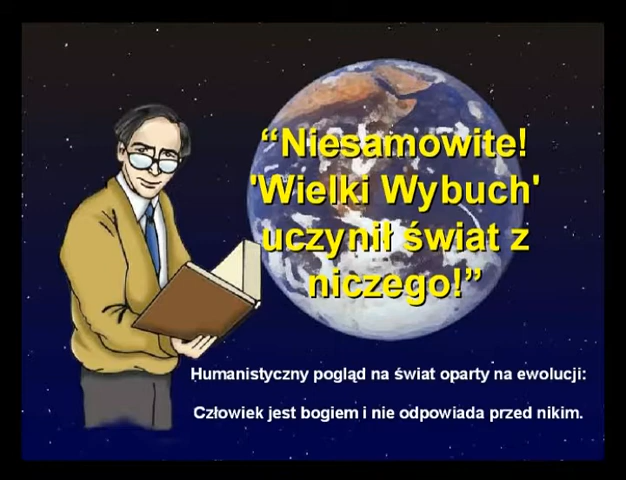 “Niesamowite!
'Wielki Wybuch'
uczynił świat z
niczego!”
Humanistyczny pogląd na świat oparty na ewolucji:
Człowiek jest bogiem i nie odpowiada przed nikim.